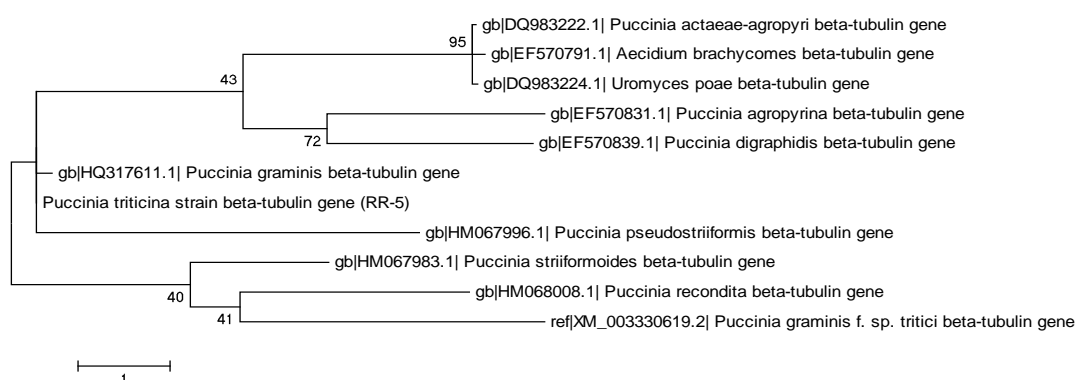 gb|DQ983222.1| Puccinia actaeae-agropyri beta-tubulin gene
95
gb|EF570791.1| Aecidium brachycomes beta-tubulin gene
43
gb|DQ983224.1| Uromyces poae beta-tubulin gene
gb|EF570831.1| Puccinia agropyrina beta-tubulin gene
72
gb|EF570839.1| Puccinia digraphidis beta-tubulin gene
gb|HQ317611.1| Puccinia graminis beta-tubulin gene
Puccinia triticina strain beta-tubulin gene (RR-5)
gb|HM067996.1| Puccinia pseudostriiformis beta-tubulin gene
gb|HM067983.1| Puccinia striiformoides beta-tubulin gene
40
gb|HM068008.1| Puccinia recondita beta-tubulin gene
41
ref|XM_003330619.2| Puccinia graminis f. sp. tritici beta-tubulin gene
1